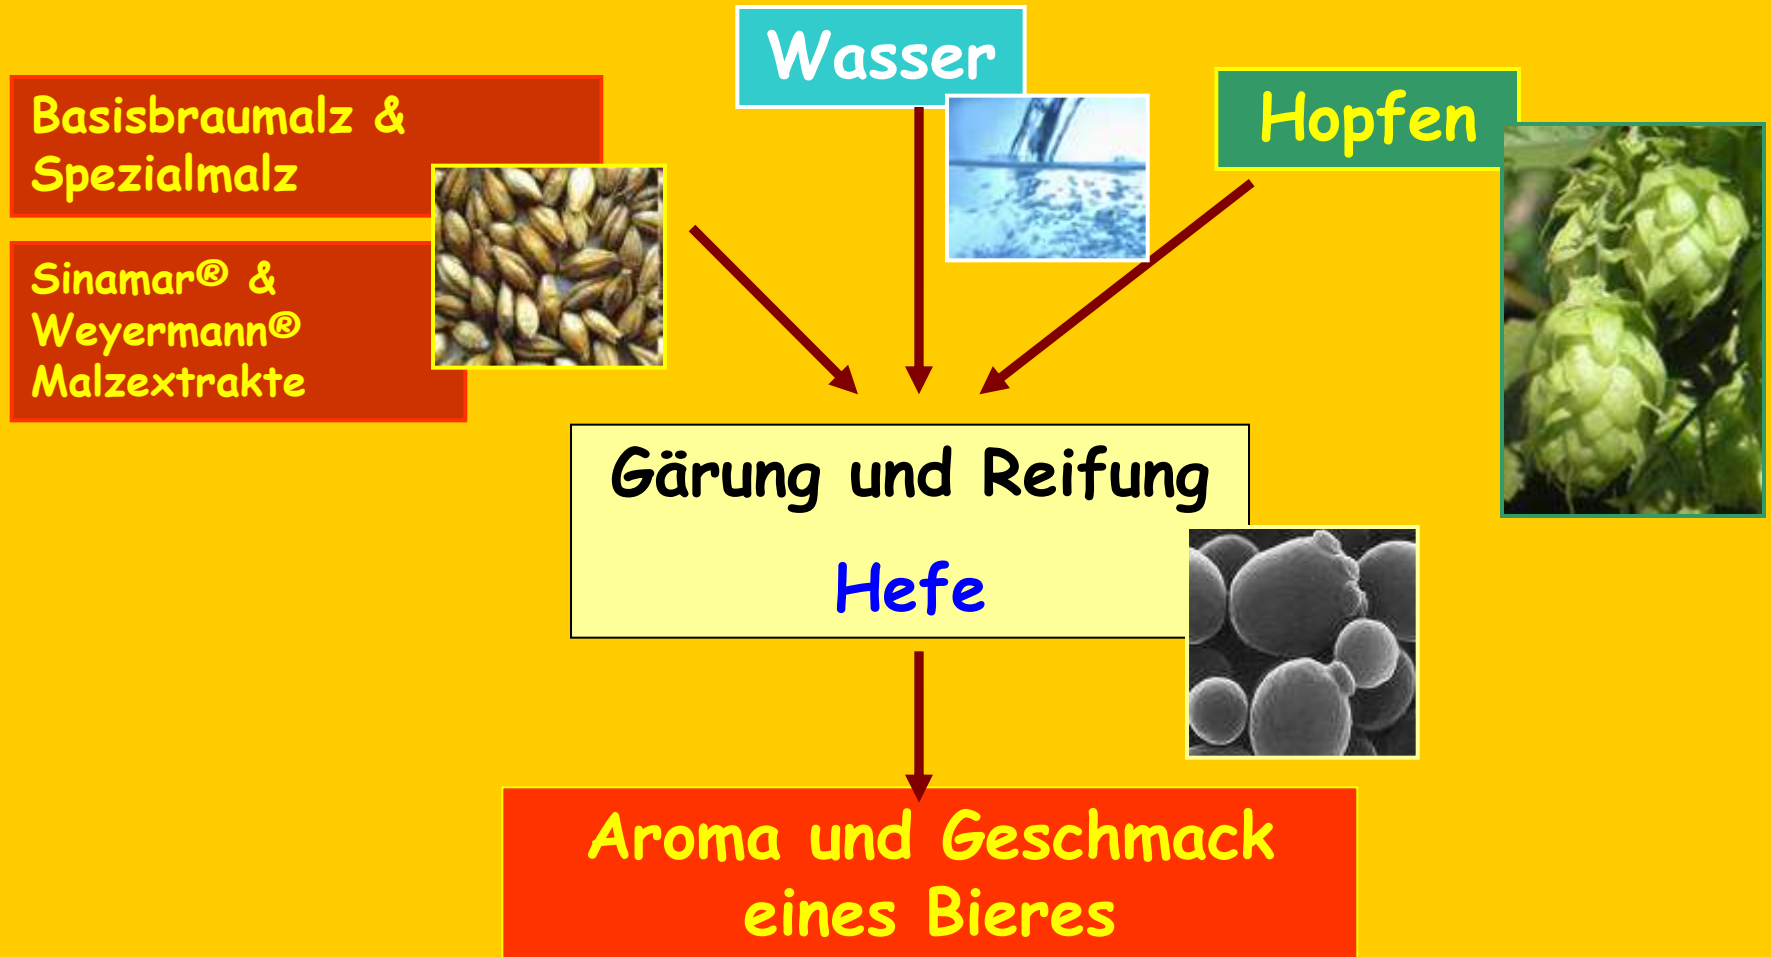 Wasser
Hopfen
Basisbraumalz &
Spezialmalz
Sinamar® &
Weyermann®
Malzextrakte
Gärung und Reifung
Hefe
Aroma und Geschmack
eines Bieres